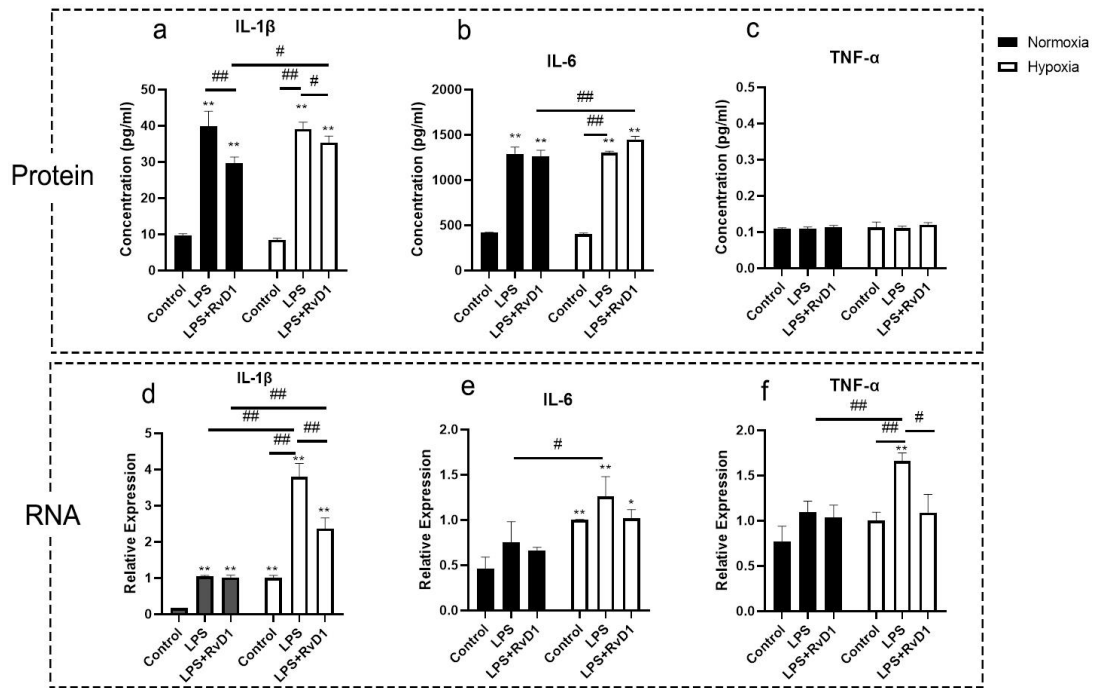 Protein
a
IL-1β
#
##
##
#
**
**
**
**
Concentration (pg/ml)
50
40
30
20
10
0
Control
LPS
LPS+RvD1
Control
LPS
LPS+RvD1
b
IL-6
##
##
**
**
**
**
Concentration (pg/ml)
2000
1500
1000
500
0
Control
LPS
LPS+RvD1
Control
LPS
LPS+RvD1
c
TNF-α
Concentration (pg/ml)
0.5
0.4
0.3
0.2
0.1
0.0
Control
LPS
LPS+RvD1
Control
LPS
LPS+RvD1
Normoxia
Hypoxia
RNA
d
IL-1β
##
##
##
##
**
**
**
**
**
Relative Expression
5
4
3
2
1
0
Control
LPS
LPS+RvD1
Control
LPS
LPS+RvD1
e
IL-6
#
**
**
*
Relative Expression
2.0
1.5
1.0
0.5
0.0
Control
LPS
LPS+RvD1
Control
LPS
LPS+RvD1
f
TNF-α
##
##
#
**
Relative Expression
2.0
1.5
1.0
0.5
0.0
Control
LPS
LPS+RvD1
Control
LPS
LPS+RvD1